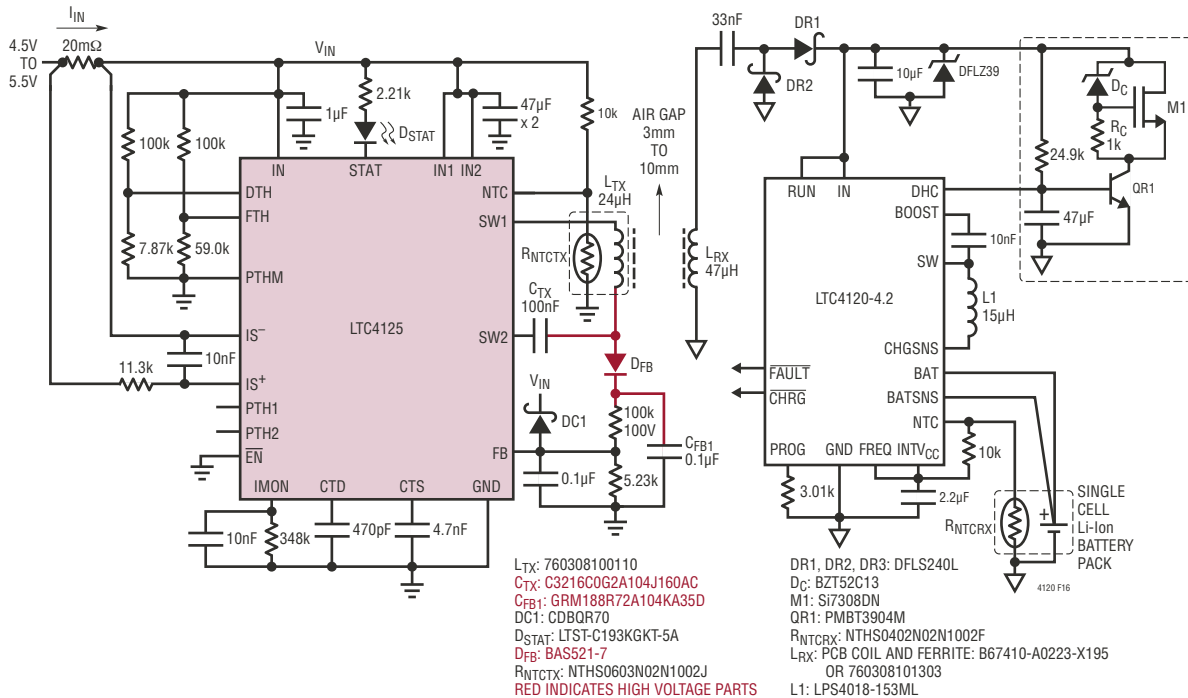 I_IN
4.5V
TO
5.5V
20mΩ
V_IN
100k
100k
7.87k
59.0k
1μF
2.21k
D_STAT
47μF
x 2
10k
AIR GAP
3mm
TO
10mm
L_TX
24μH
R_NTCTX
C_TX
100nF
D_FB
V_IN
DC1
100k
100V
C_FB1
0.1μF
0.1μF
5.23k
11.3k
10nF
10nF
348k
470pF
4.7nF
IN
STAT
IN1
IN2
DTH
FTH
PTHM
IS–
IS+
PTH1
PTH2
E̅N̅
IMON
CTD
CTS
GND
NTC
SW1
SW2
FB
LTC4125
33nF
DR1
DR2
10μF
DFLZ39
L_RX
47μH
24.9k
47μF
D_C
R_C
1k
M1
QR1
RUN
IN
DHC
BOOST
SW
CHGSNS
BAT
BATSNS
NTC
LTC4120-4.2
F̅A̅U̅L̅T̅
C̅H̅R̅G̅
PROG
GND
FREQ
INTV_CC
10nF
L1
15μH
10k
3.01k
2.2μF
R_NTCRX
+
SINGLE
CELL
Li-Ion
BATTERY
PACK
4120 F16
L_TX: 760308100110
C_TX: C3216C0G2A104J160AC
C_FB1: GRM188R72A104KA35D
DC1: CDBQR70
D_STAT: LTST-C193KGKT-5A
D_FB: BAS521-7
R_NTCTX: NTHS0603N02N1002J
RED INDICATES HIGH VOLTAGE PARTS
DR1, DR2, DR3: DFLS240L
D_C: BZT52C13
M1: Si7308DN
QR1: PMBT3904M
R_NTCRX: NTHS0402N02N1002F
L_RX: PCB COIL AND FERRITE: B67410-A0223-X195
OR 760308101303
L1: LPS4018-153ML